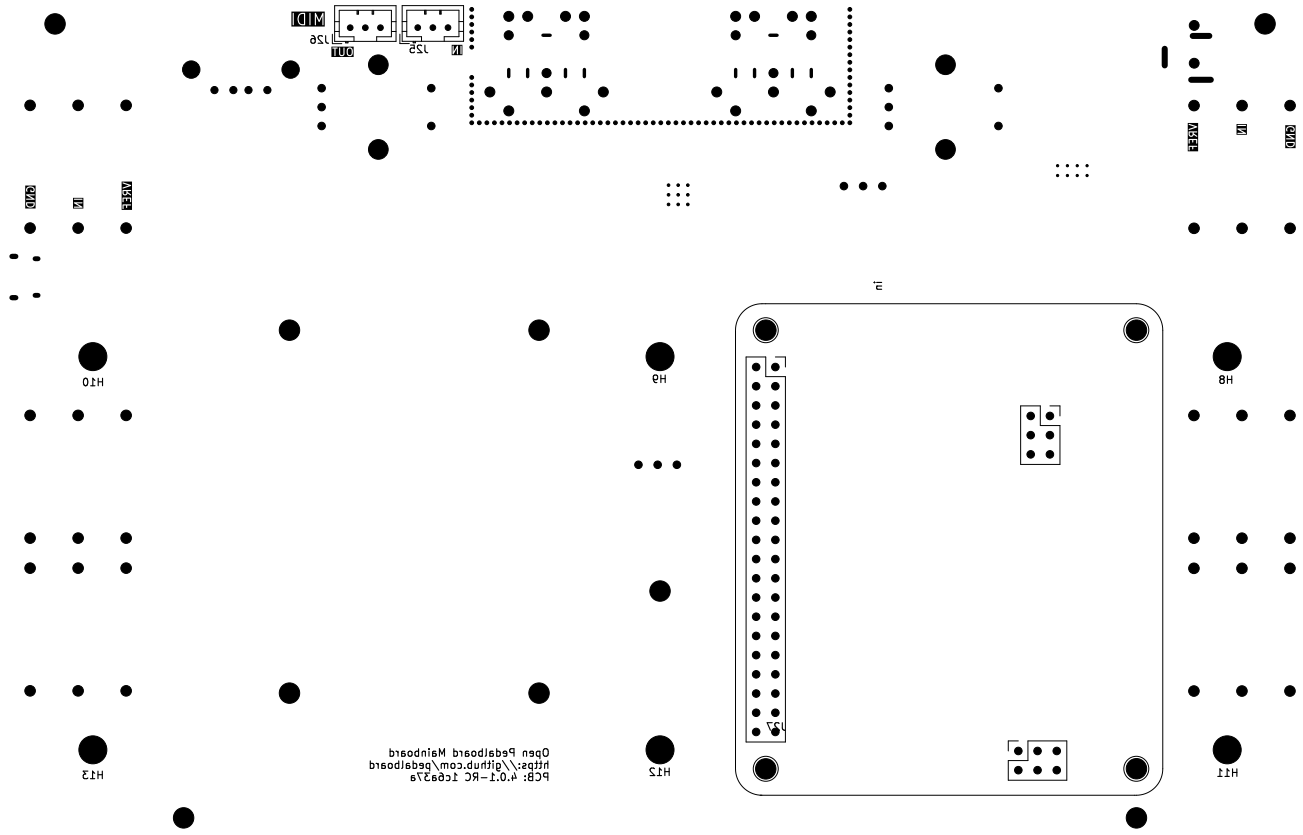 MIDI
J26
OUT
J25
IN
VREF
IN
GND
GND
IN
VREF
in
H10
H9
H8
J27
Open Pedalboard Mainboard
https://github.com/pedalboard
PCB: 4.0.1-RC 1c6a37a
H13
H12
H11